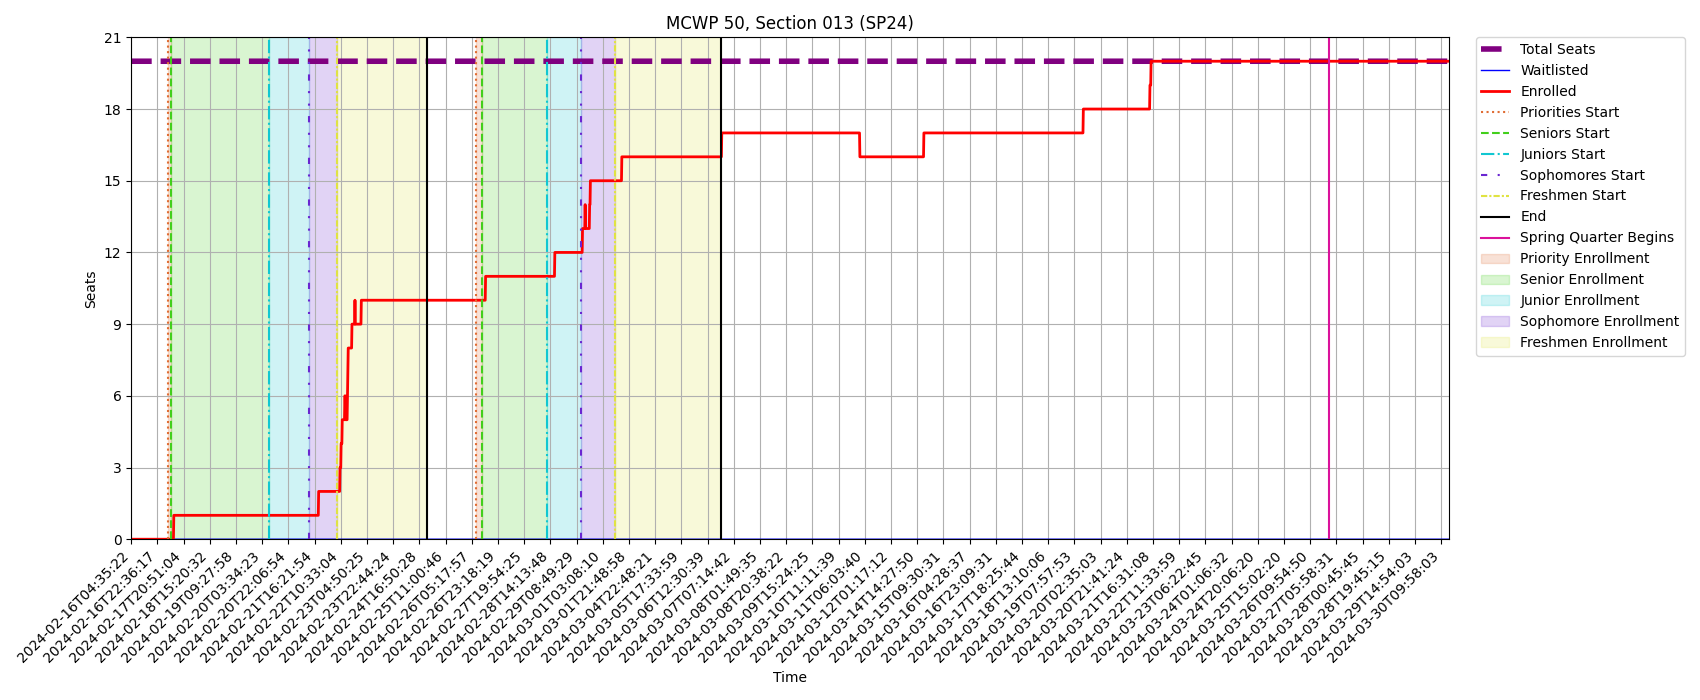 MCWP 50, Section 013 (SP24)
21
18
15
12
9
6
3
0
Seats
2024-02-16T04:35:22
2024-02-16T22:36:17
2024-02-17T20:51:04
2024-02-18T15:20:32
2024-02-19T09:27:58
2024-02-20T03:34:23
2024-02-20T22:06:54
2024-02-21T16:21:54
2024-02-22T10:33:04
2024-02-23T04:50:25
2024-02-23T22:44:24
2024-02-24T16:50:28
2024-02-25T11:00:46
2024-02-26T05:17:57
2024-02-26T23:18:19
2024-02-27T19:54:25
2024-02-28T14:13:48
2024-02-29T08:49:29
2024-03-01T03:08:10
2024-03-01T21:48:58
2024-03-04T22:48:21
2024-03-05T17:33:59
2024-03-06T12:30:39
2024-03-07T07:14:42
2024-03-08T01:49:35
2024-03-08T20:38:22
2024-03-09T15:24:25
2024-03-10T11:11:39
2024-03-11T06:03:40
2024-03-12T01:17:12
2024-03-14T14:27:50
2024-03-15T09:30:31
2024-03-16T04:28:37
2024-03-16T23:09:31
2024-03-17T18:25:44
2024-03-18T13:10:06
2024-03-19T07:57:53
2024-03-20T02:35:03
2024-03-20T21:41:24
2024-03-21T16:31:08
2024-03-22T11:33:59
2024-03-23T06:22:45
2024-03-24T01:06:32
2024-03-24T20:06:20
2024-03-25T15:02:20
2024-03-26T09:54:50
2024-03-27T05:58:31
2024-03-28T00:45:45
2024-03-28T19:45:15
2024-03-29T14:54:03
2024-03-30T09:58:03
Time
Total Seats
Waitlisted
Enrolled
Priorities Start
Seniors Start
Juniors Start
Sophomores Start
Freshmen Start
End
Spring Quarter Begins
Priority Enrollment
Senior Enrollment
Junior Enrollment
Sophomore Enrollment
Freshmen Enrollment